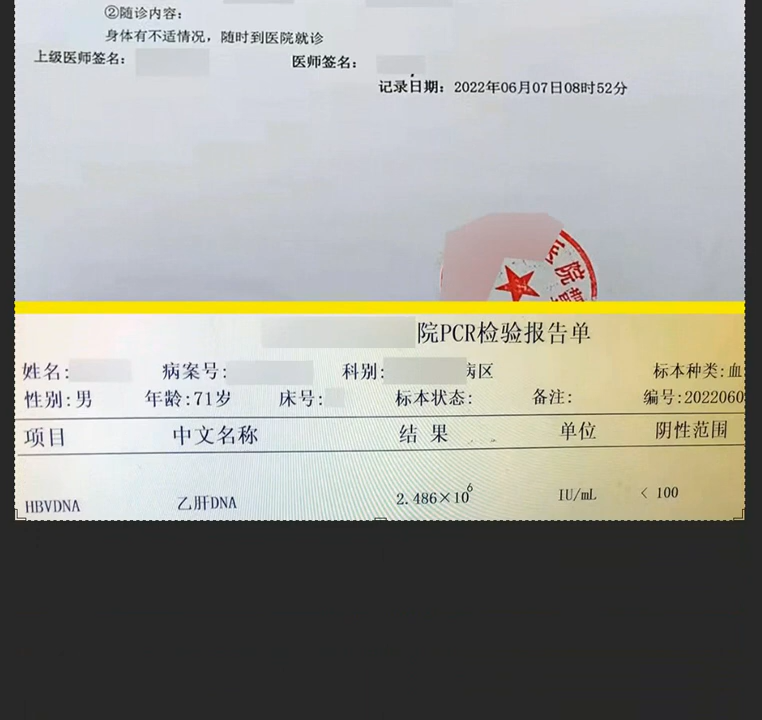 ②随诊内容:
身体有不适情况，随时到医院就诊
上级医师签名: 医师签名:
记录日期: 2022年06月07日08时52分
院
院PCR检验报告单
姓名: 病案号: 科别: 病区 标本种类:血
性别:男 年龄:71岁 床号: 标本状态: 备注: 编号:2022060
项目 中文名称 结 果 单位 阴性范围
HBVDNA 乙肝DNA 2.486×10⁶ IU/mL < 100